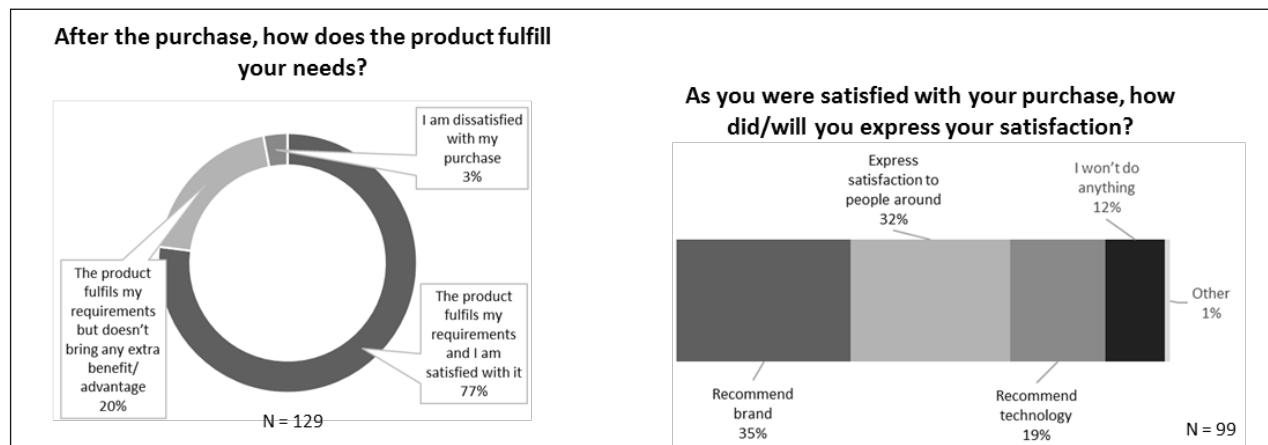 After the purchase, how does the product fulfill
your needs?
I am dissatisfied
with my
purchase
3%
The product
fulfils my
requirements
but doesn't
bring any extra
benefit/
advantage
20%
The product
fulfils my
requirements
and I am
satisfied with it
77%
N = 129
As you were satisfied with your purchase, how
did/will you express your satisfaction?
Express
satisfaction to
people around
32%
I won't do
anything
12%
Other
1%
Recommend
brand
35%
Recommend
technology
19%
N = 99